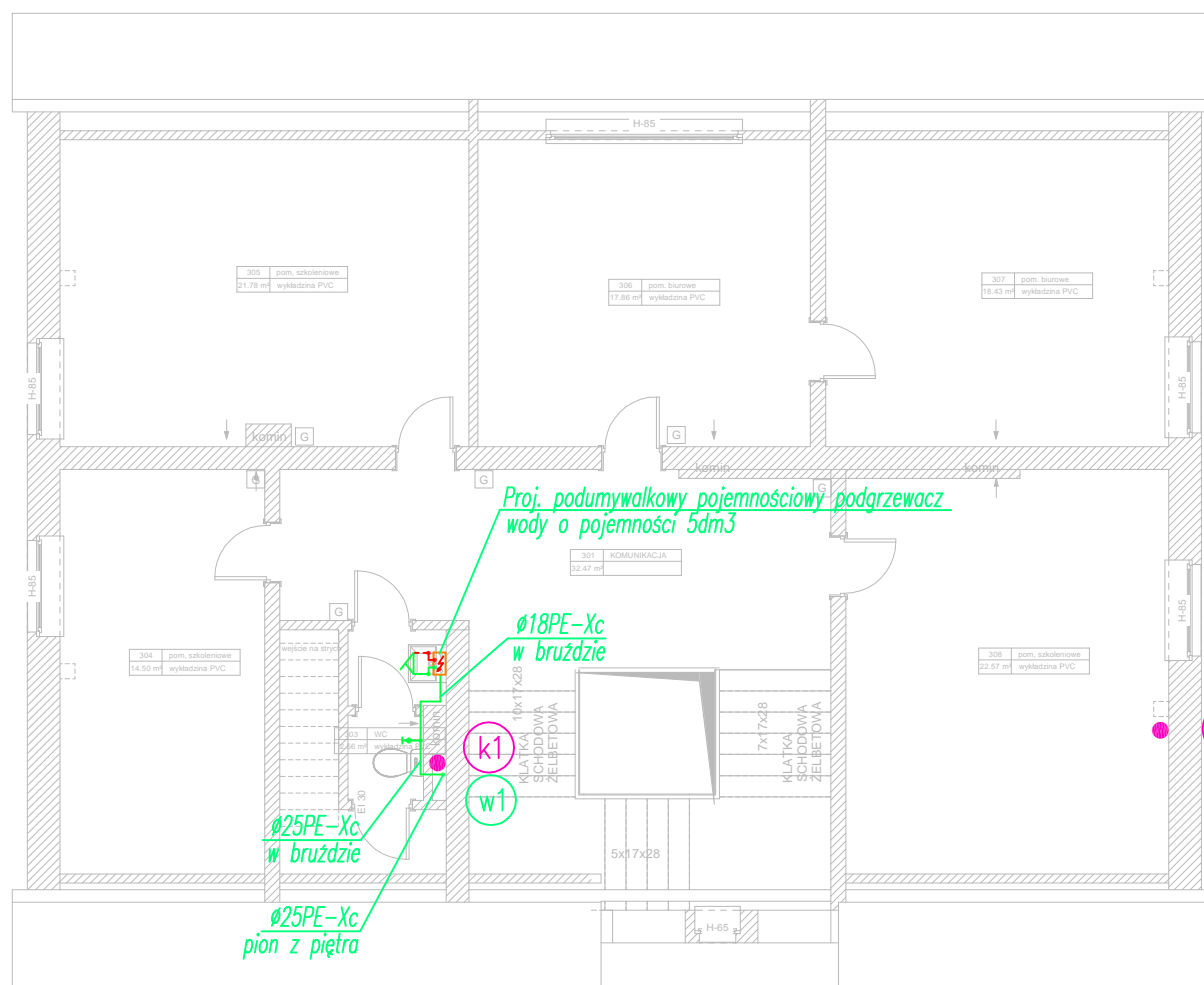 H-85
305 pom. szkoleniowe
21.78 m² wykładzina PVC
306 pom. biurowe
17.86 m² wykładzina PVC
307 pom. biurowe
18.43 m² wykładzina PVC
H-85
H-85
komin
G
G
komin
komin
G
G
G
Proj. podumywalkowy pojemnościowy podgrzewacz
wody o pojemności 5dm3
301 KOMUNIKACJA
32.47 m²
H-85
H-85
G
ø18PE-Xc
w bruździe
wejście na strych
304 pom. szkoleniowe
14.50 m² wykładzina PVC
308 pom. szkoleniowe
22.57 m² wykładzina PVC
10x17x28
KLATKA
SCHODOWA
ŻELBETOWA
7x17x28
KLATKA
SCHODOWA
ŻELBETOWA
komin
303 WC
wykładzina PVC
k1
w1
EI 30
ø25PE-Xc
w bruździe
5x17x28
ø25PE-Xc
pion z piętra
H-65